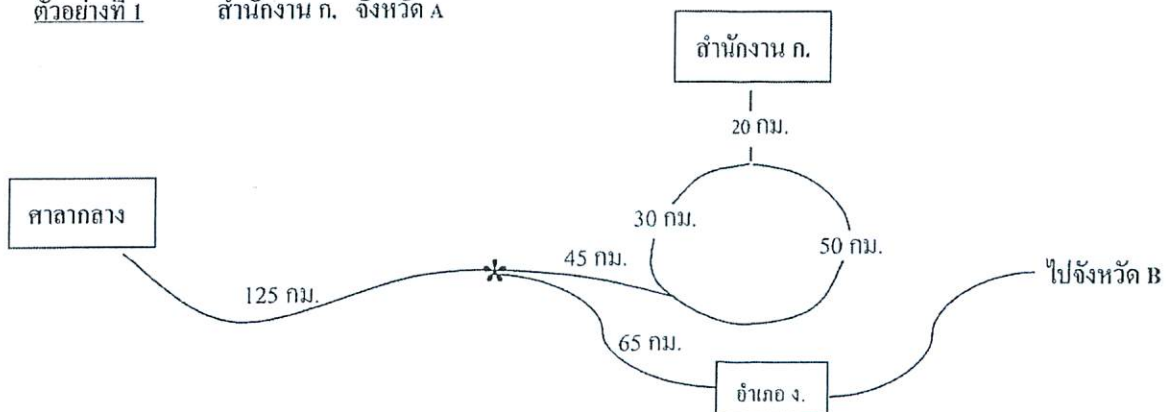 ตัวอย่างที่ 1 สำนักงาน ก. จังหวัด A
สำนักงาน ก.
20 กม.
ศาลากลาง
30 กม.
50 กม.
45 กม.
ไปจังหวัด B
125 กม.
65 กม.
อำเภอ ง.